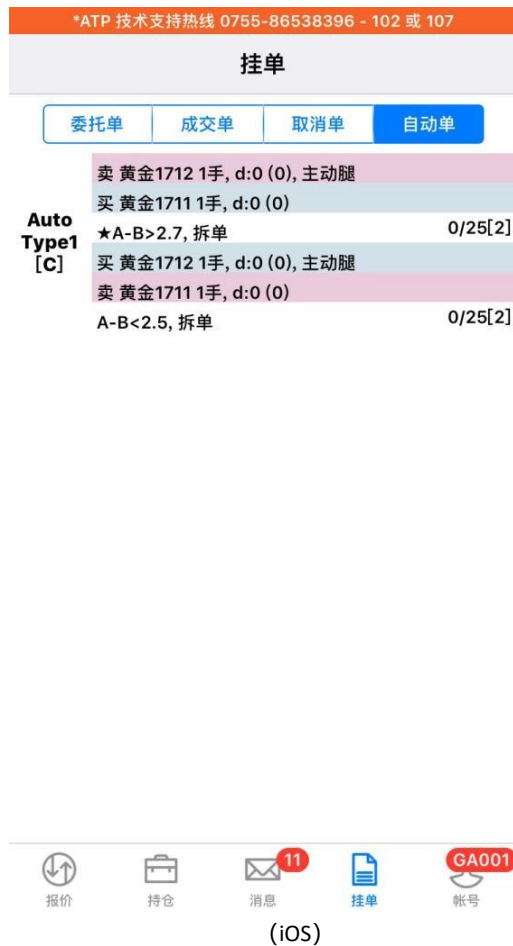 *ATP 技术支持热线 0755-86538396 - 102 或 107
挂单
委托单 成交单 取消单 自动单
卖 黄金1712 1手, d:0 (0), 主动腿
买 黄金1711 1手, d:0 (0)
Auto
Type1
[C]
★A-B>2.7, 拆单 0/25[2]
买 黄金1712 1手, d:0 (0), 主动腿
卖 黄金1711 1手, d:0 (0)
A-B<2.5, 拆单 0/25[2]
11 GA001
报价 持仓 消息 挂单 帐号
(iOS)